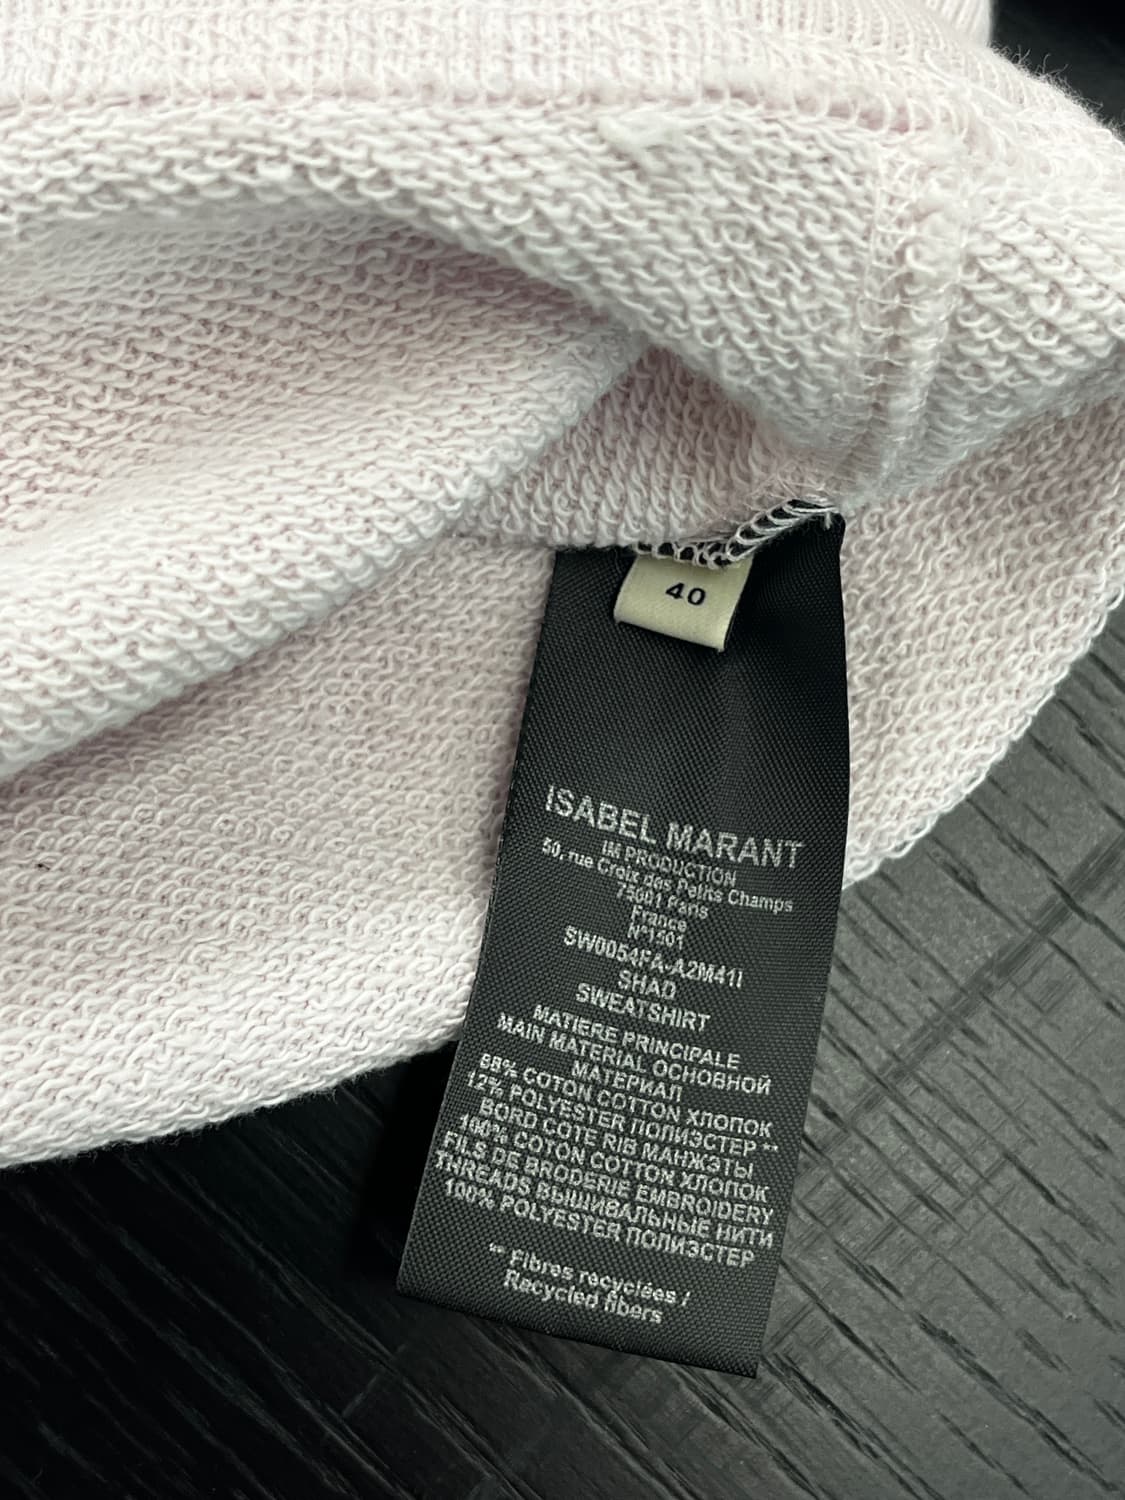 40
ISABEL MARANT
IM PRODUCTION
50, rue Croix des Petits Champs
75001 Paris
France
N°1501
SW0054FA-A2M41I
SHAD
SWEATSHIRT
MATIERE PRINCIPALE
MAIN MATERIAL ОСНОВНОЙ
МАТЕРИАЛ
88% COTON COTTON ХЛОПОК
12% POLYESTER ПОЛИЭСТЕР **
BORD COTE RIB МАНЖЭТЫ
100% COTON COTTON ХЛОПОК
FILS DE BRODERIE EMBROIDERY
THREADS ВЫШИВАЛЬНЫЕ НИТИ
100% POLYESTER ПОЛИЭСТЕР
** Fibres recyclées /
Recycled fibers